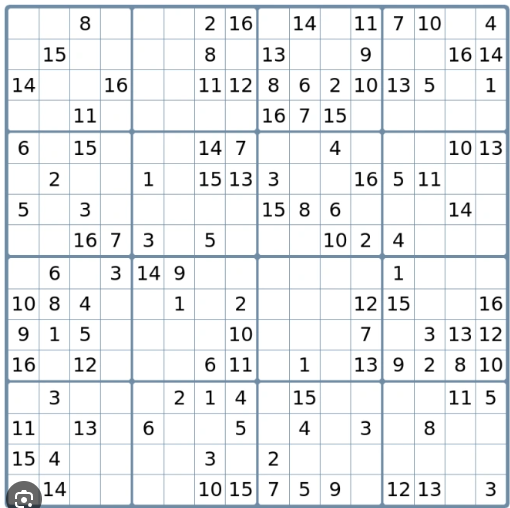 8 2 16 14 11 7 10 4
15 8 13 9 16 14
14 16 11 12 8 6 2 10 13 5 1
11 16 7 15
6 15 14 7 4 10 13
2 1 15 13 3 16 5 11
5 3 15 8 6 14
16 7 3 5 10 2 4
6 3 14 9 1
10 8 4 1 2 12 15 16
9 1 5 10 7 3 13 12
16 12 6 11 1 13 9 2 8 10
3 2 1 4 15 11 5
11 13 6 5 4 3 8
15 4 3 2
14 10 15 7 5 9 12 13 3